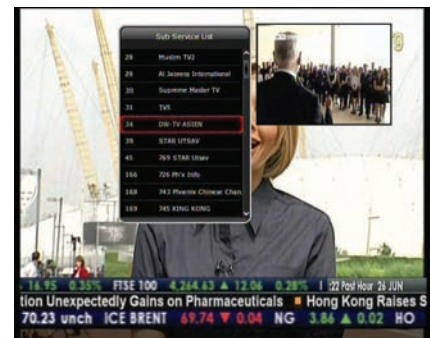 Sub Service List
28 Muslim TV2
29 Al Jazeera International
30 Supreme Master TV
31 TV5
34 DW-TV ASIEN
39 STAR UTSAV
45 769 STAR Utsav
166 726 Ph'x Info
168 743 Phoenix Chinese Chan.
169 745 KING KONG
16.95 0.35% FTSE 100 4,264.63 ▲ 12.06 0.28% :22 Past Hour 26 JUN
tion Unexpectedly Gains on Pharmaceuticals ■ Hong Kong Raises S
70.23 unch ICE BRENT 69.74 ▼ 0.04 NG 3.86 ▲ 0.02 HO